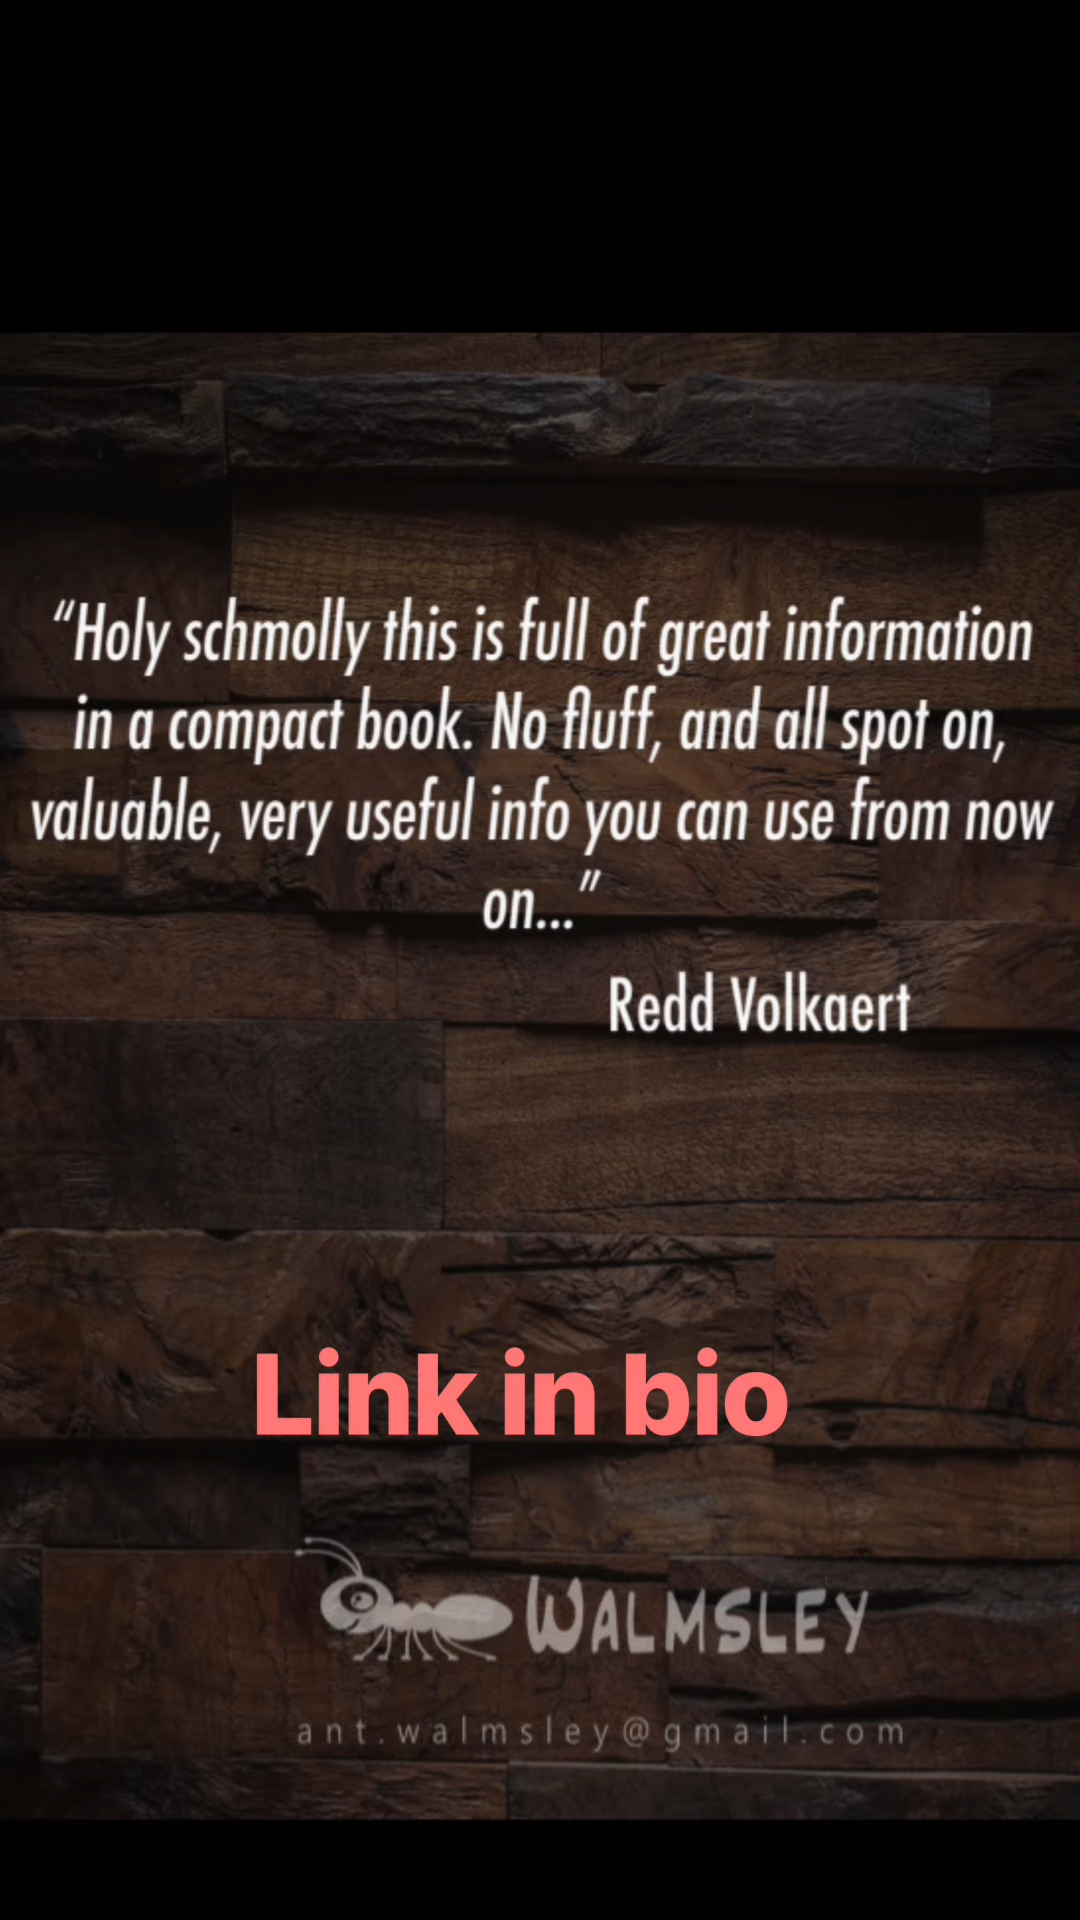 “Holy schmolly this is full of great information
in a compact book. No fluff, and all spot on,
valuable, very useful info you can use from now
on...”
Redd Volkaert
Link in bio
WALMSLEY
ant.walmsley@gmail.com